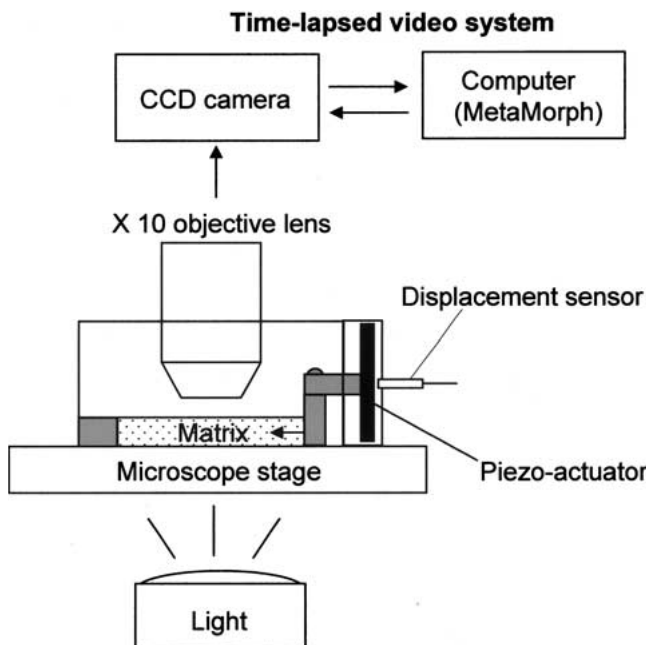 Time-lapsed video system
CCD camera
Computer
(MetaMorph)
X 10 objective lens
Displacement sensor
Matrix
Microscope stage
Piezo-actuator
Light